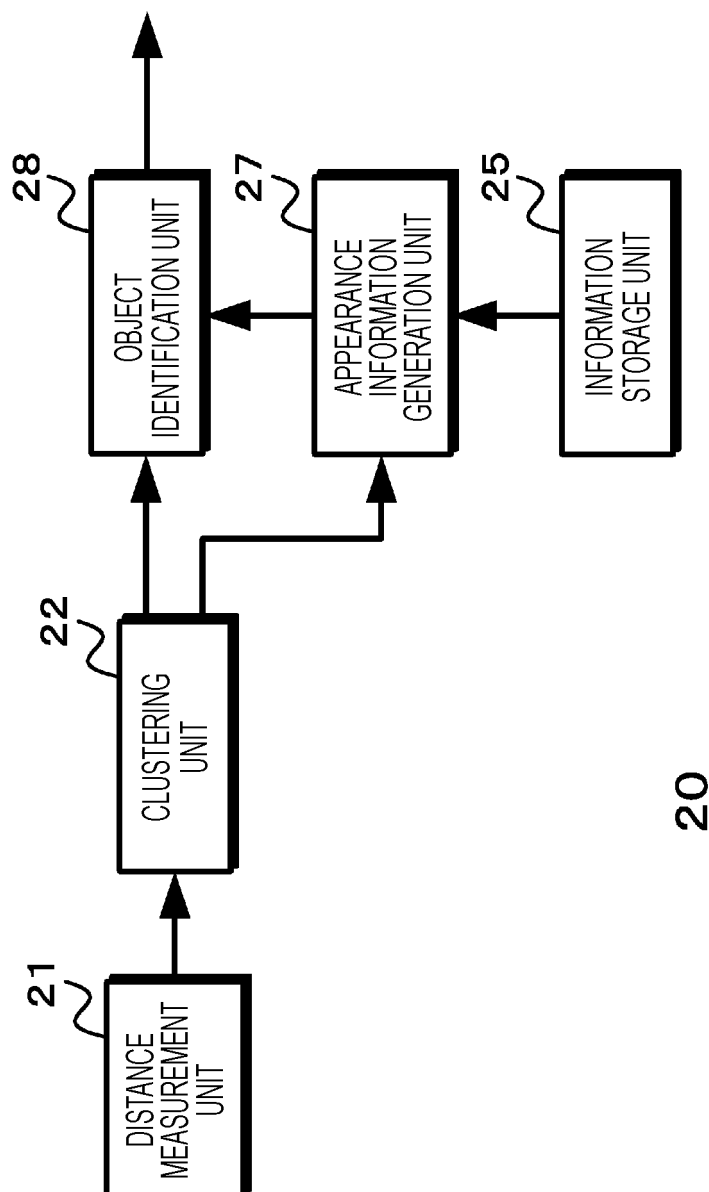 21
DISTANCE
MEASUREMENT
UNIT
22
CLUSTERING
UNIT
28
OBJECT
IDENTIFICATION UNIT
27
APPEARANCE
INFORMATION
GENERATION UNIT
25
INFORMATION
STORAGE UNIT
20